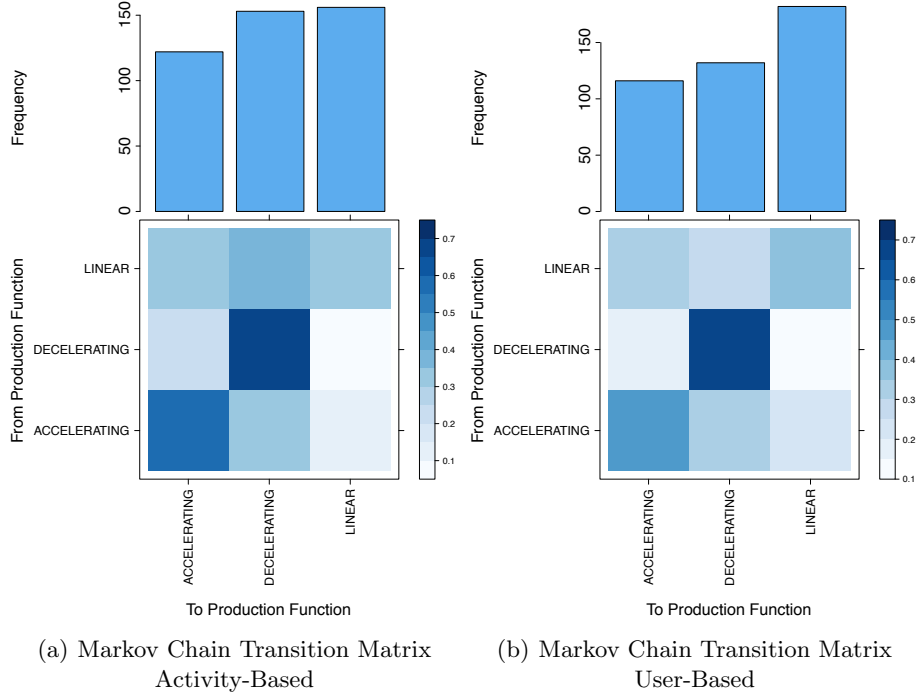 Frequency
150
100
50
0
From Production Function
LINEAR
DECELERATING
ACCELERATING
0.7
0.6
0.5
0.4
0.3
0.2
0.1
ACCELERATING
DECELERATING
LINEAR
To Production Function
(a) Markov Chain Transition Matrix
Activity-Based
Frequency
150
100
50
0
From Production Function
LINEAR
DECELERATING
ACCELERATING
0.7
0.6
0.5
0.4
0.3
0.2
0.1
ACCELERATING
DECELERATING
LINEAR
To Production Function
(b) Markov Chain Transition Matrix
User-Based